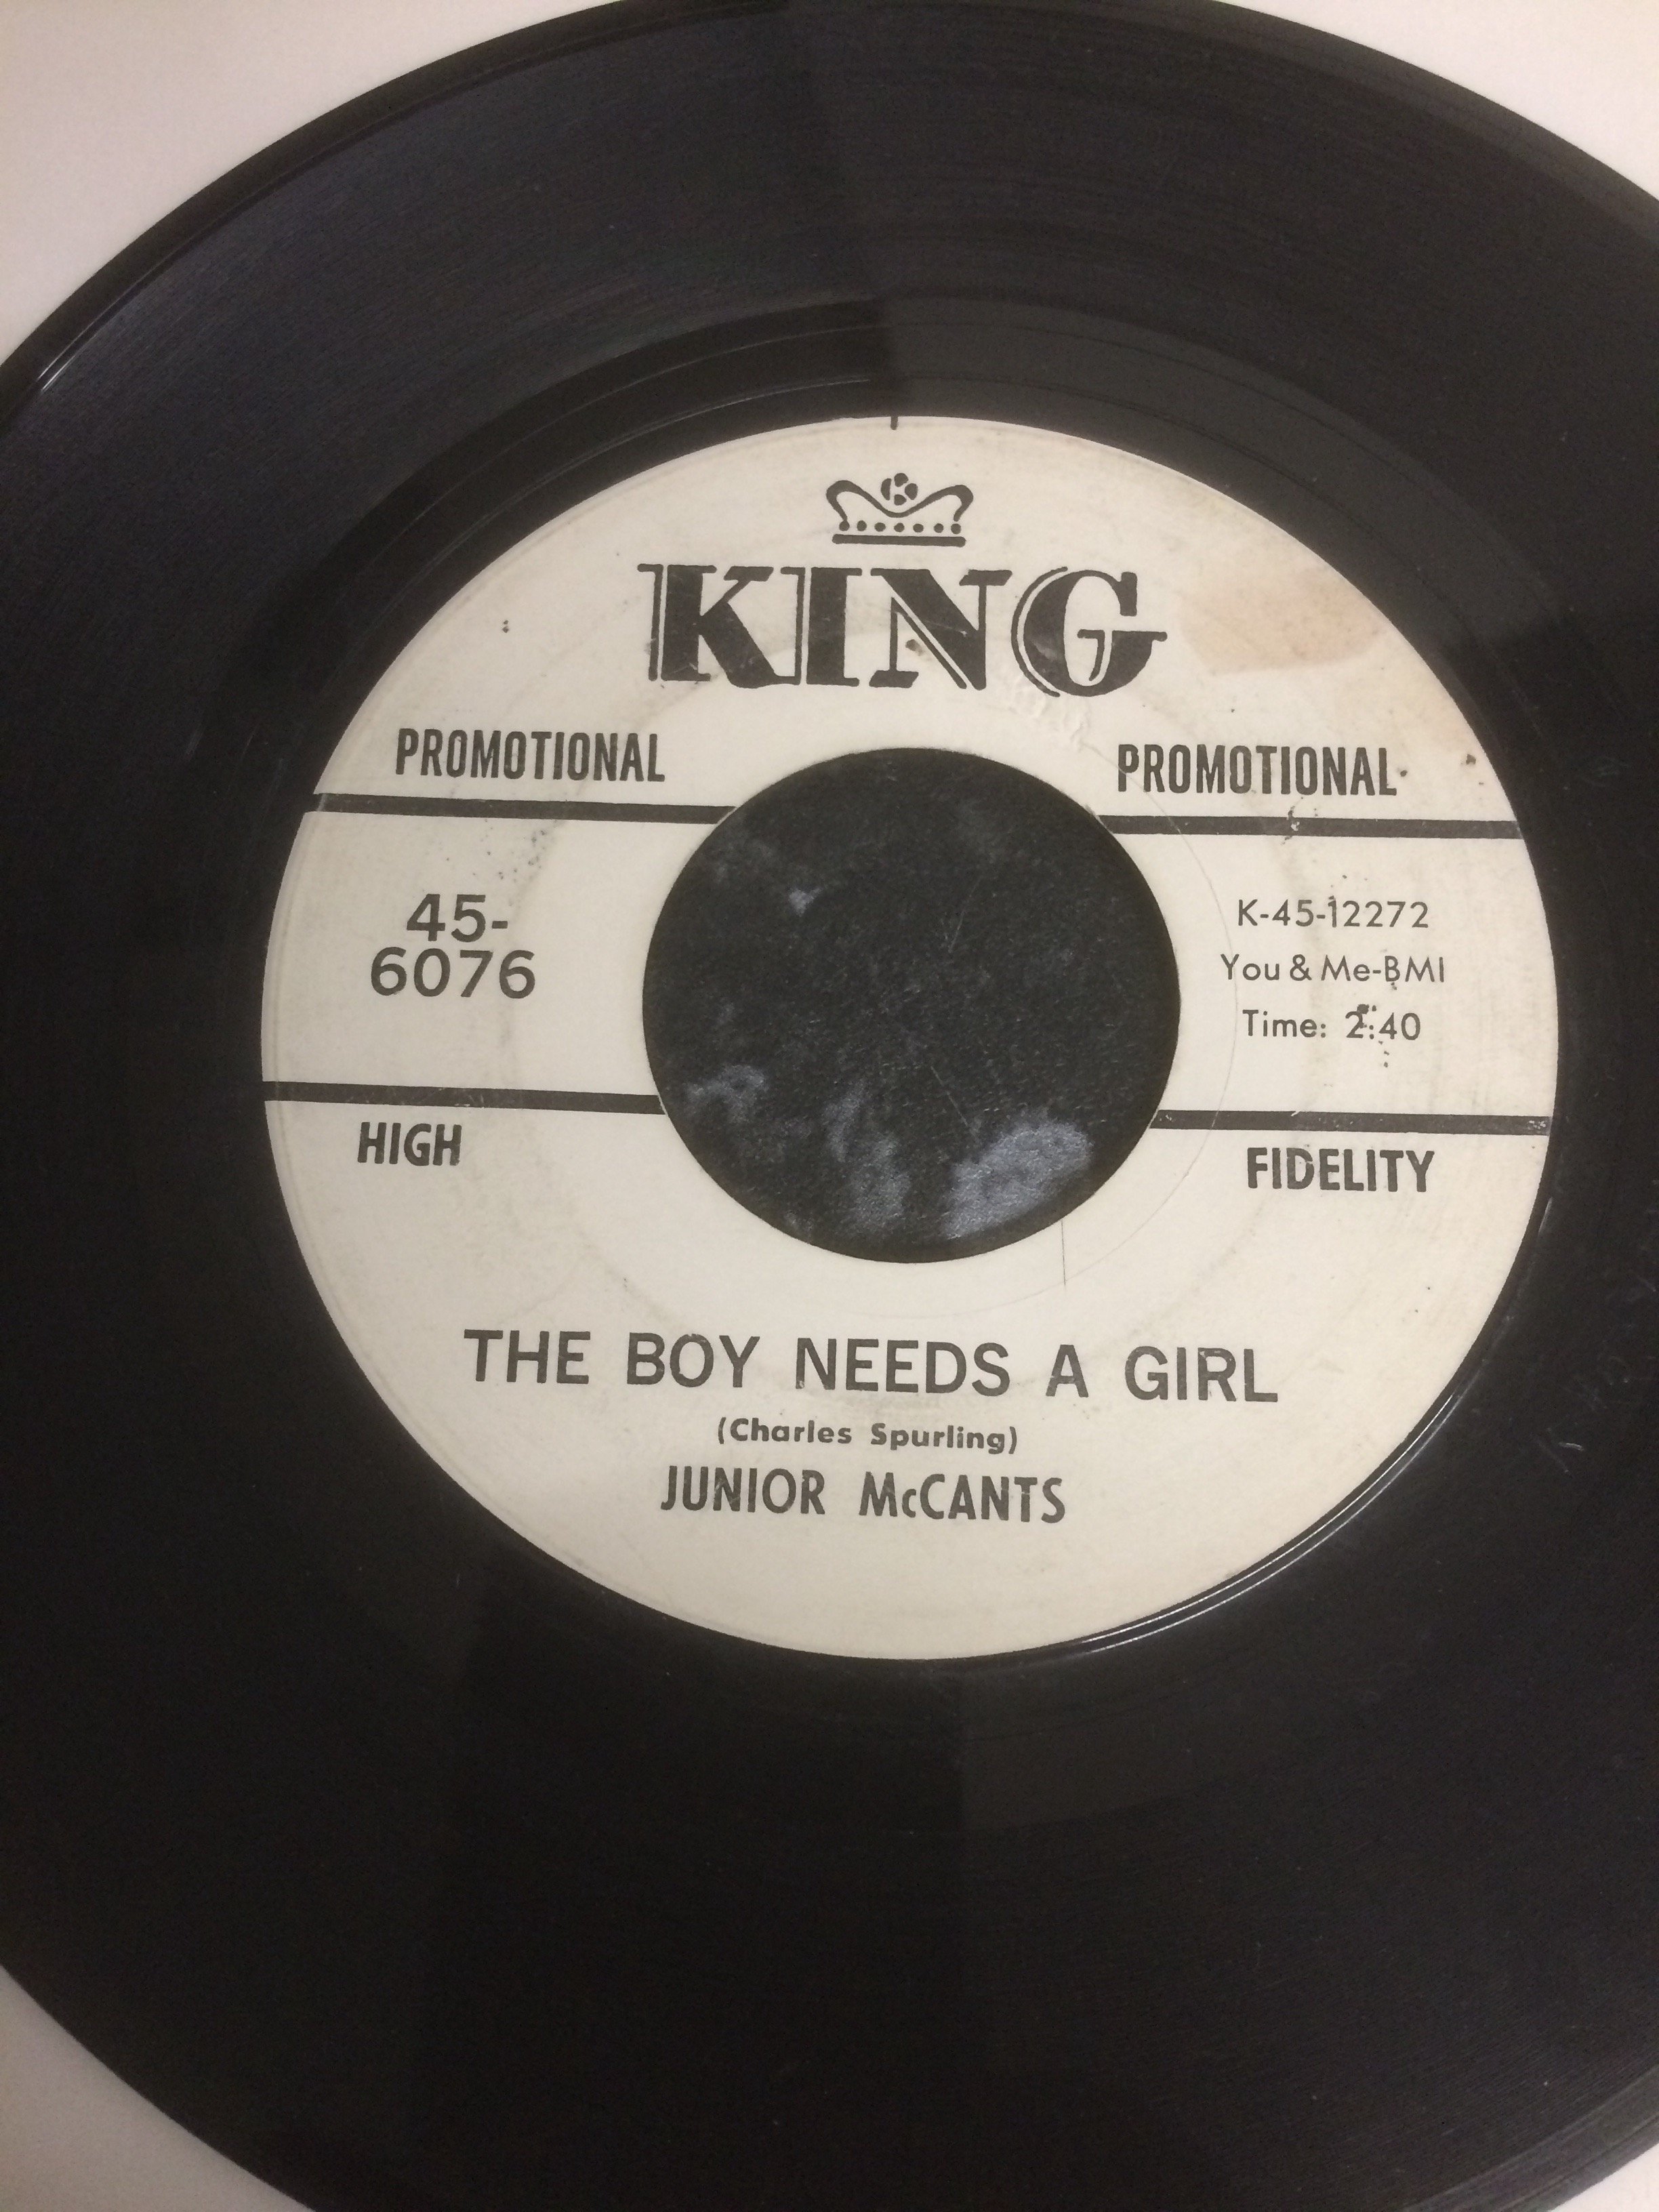 KING
PROMOTIONAL PROMOTIONAL
45-
6076
K-45-12272
You & Me-BMI
Time: 2:40
HIGH FIDELITY
THE BOY NEEDS A GIRL
(Charles Spurling)
JUNIOR McCANTS